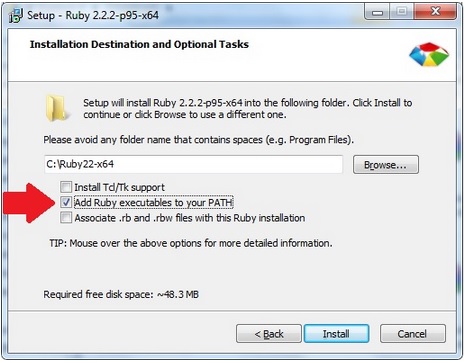 Setup - Ruby 2.2.2-p95-x64
Installation Destination and Optional Tasks
Setup will install Ruby 2.2.2-p95-x64 into the following folder. Click Install to
continue or click Browse to use a different one.
Please avoid any folder name that contains spaces (e.g. Program Files).
C:\Ruby22-x64
Browse...
Install Tcl/Tk support
Add Ruby executables to your PATH
Associate .rb and .rbw files with this Ruby installation
TIP: Mouse over the above options for more detailed information.
Required free disk space: ~48.3 MB
< Back
Install
Cancel